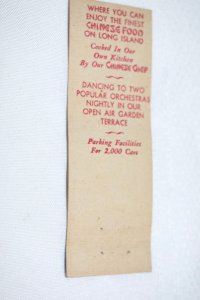 WHERE YOU CAN
ENJOY THE FINEST
CHINESE FOOD
ON LONG ISLAND
Cooked In Our
Own Kitchen
By Our CHINESE CHEF
DANCING TO TWO
POPULAR ORCHESTRAS
NIGHTLY IN OUR
OPEN AIR GARDEN
TERRACE
Parking Facilities
For 2,000 Cars